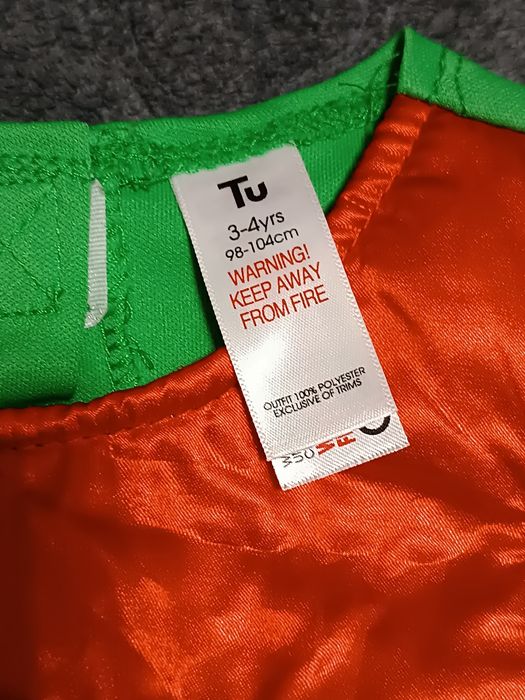 Tu
3-4yrs
98-104cm
WARNING!
KEEP AWAY
FROM FIRE
OUTFIT 100% POLYESTER
EXCLUSIVE OF TRIMS